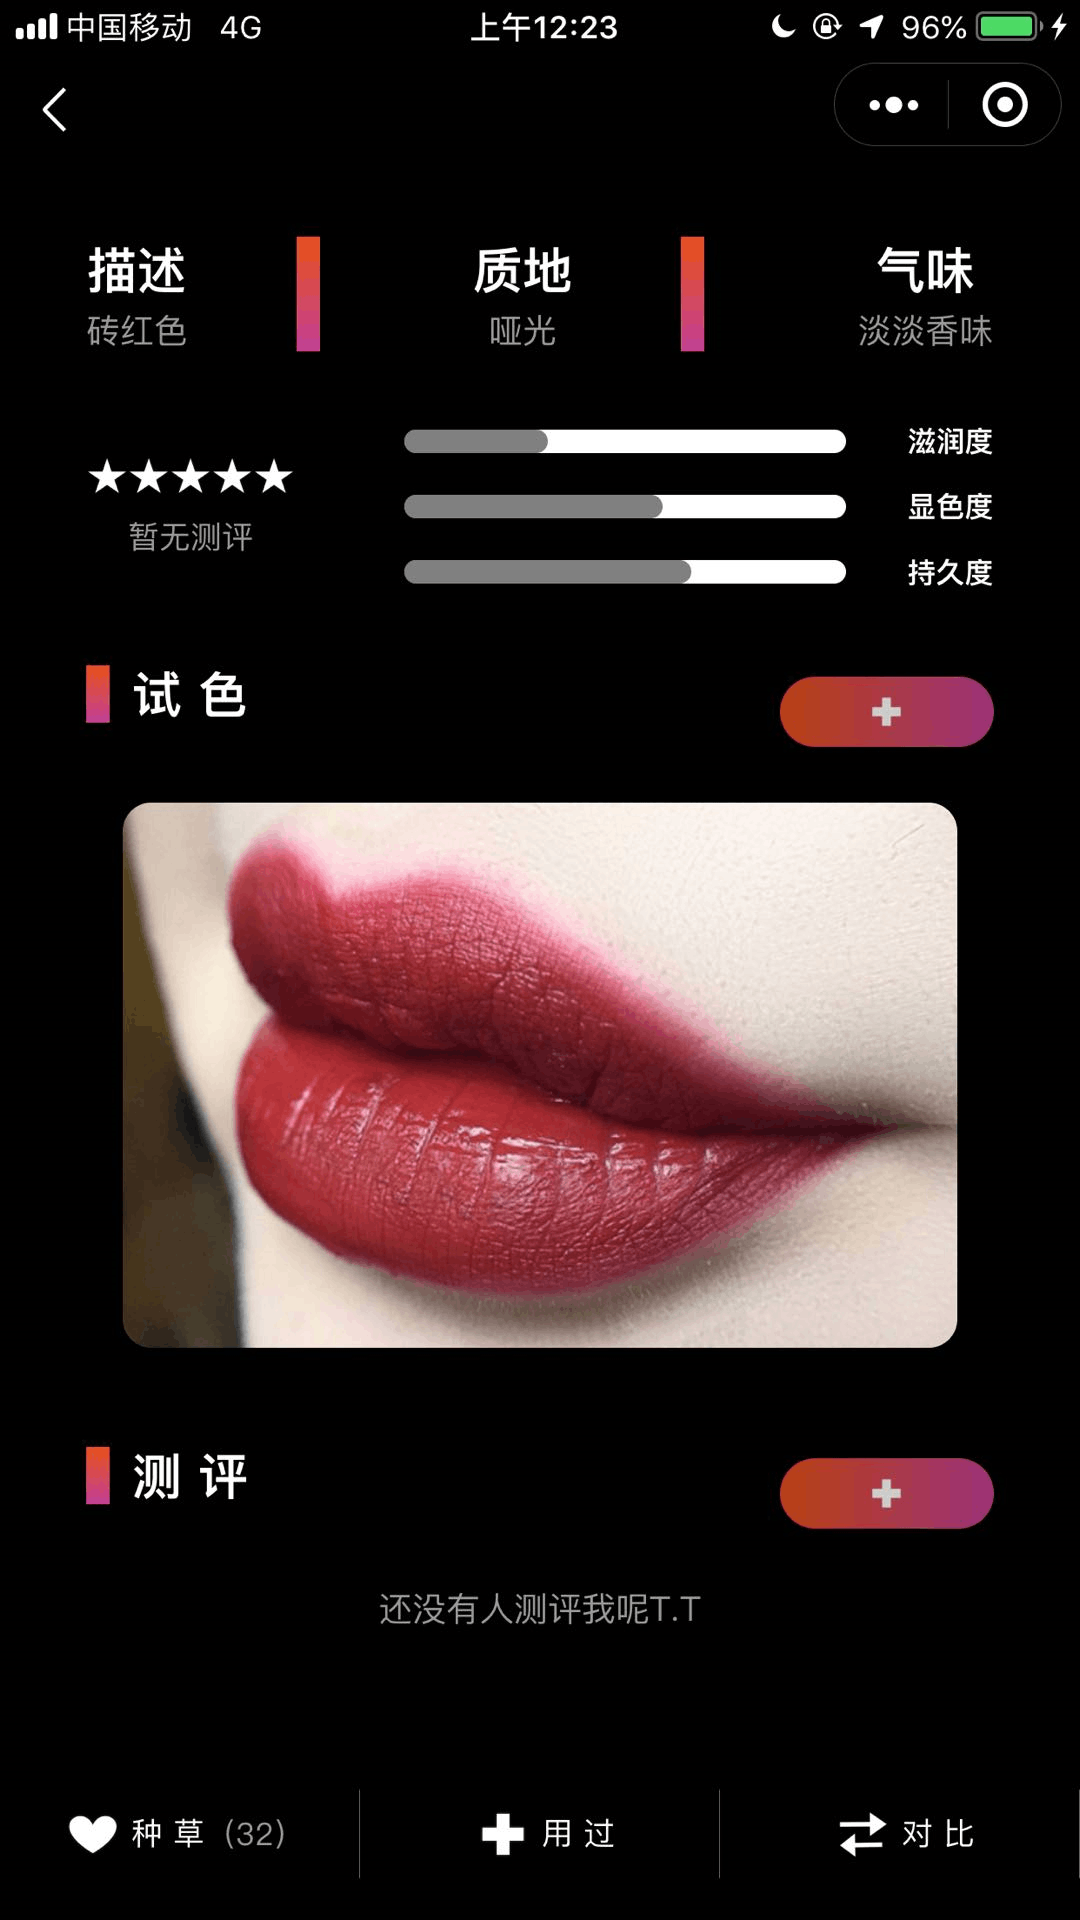 中国移动 4G 上午12:23 96%
描述 质地 气味
砖红色 哑光 淡淡香味
滋润度
★★★★★
显色度
暂无测评
持久度
试色
测评
还没有人测评我呢T.T
种草 (32) 用过 对比